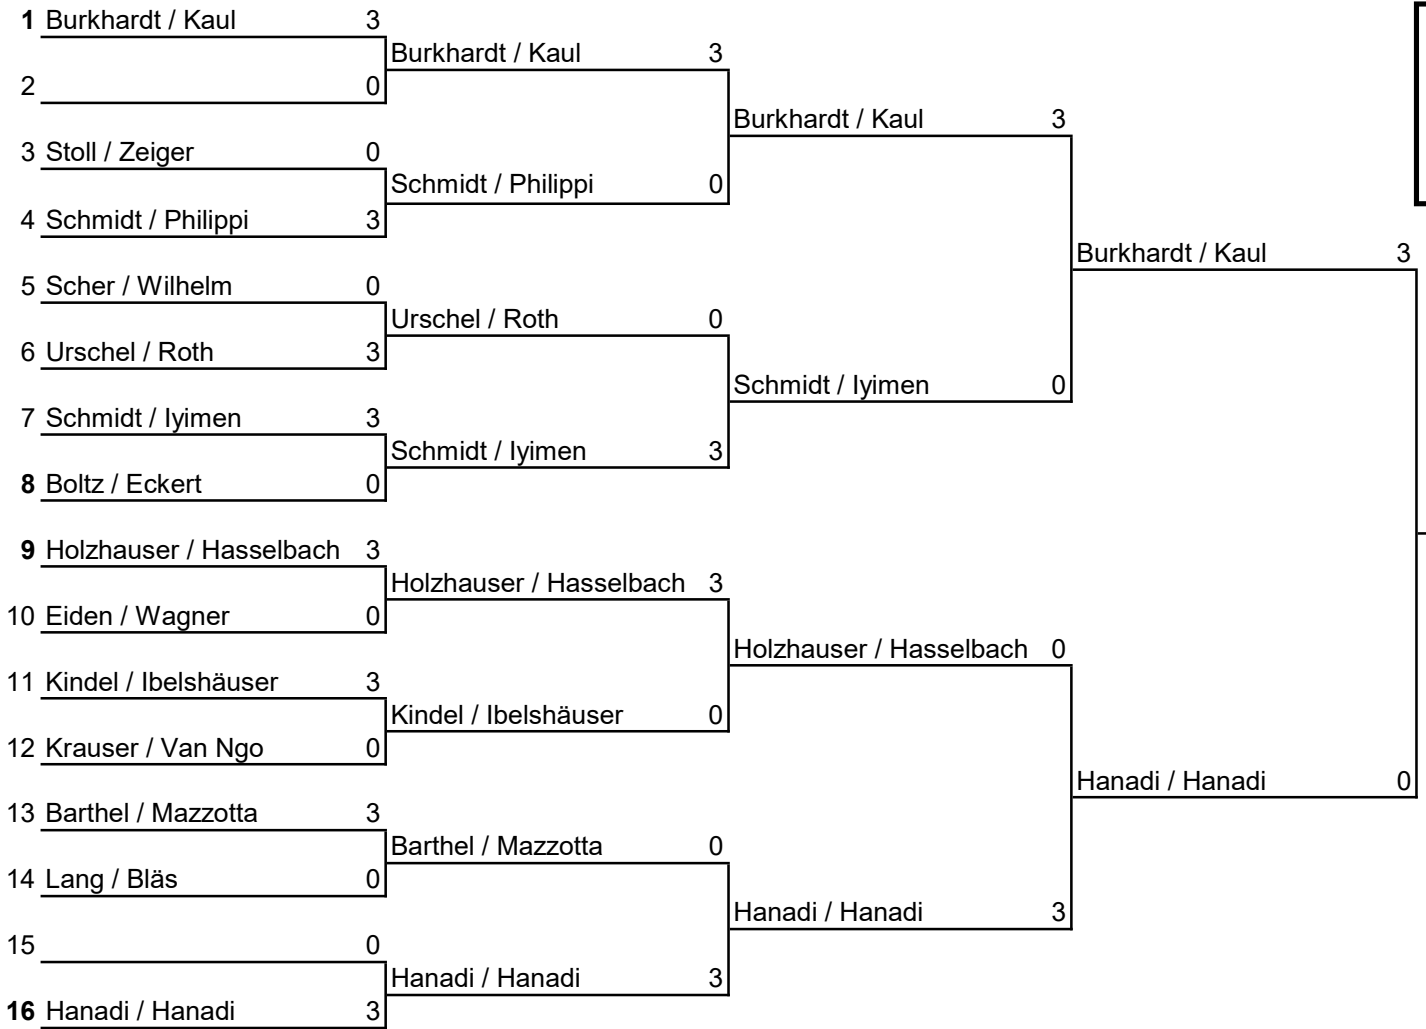 1 Burkhardt / Kaul 3
Burkhardt / Kaul 3
2 0
Burkhardt / Kaul 3
3 Stoll / Zeiger 0
Schmidt / Philippi 0
4 Schmidt / Philippi 3
Burkhardt / Kaul 3
5 Scher / Wilhelm 0
Urschel / Roth 0
6 Urschel / Roth 3
Schmidt / Iyimen 0
7 Schmidt / Iyimen 3
Schmidt / Iyimen 3
8 Boltz / Eckert 0
9 Holzhauser / Hasselbach 3
Holzhauser / Hasselbach 3
10 Eiden / Wagner 0
Holzhauser / Hasselbach 0
11 Kindel / Ibelshäuser 3
Kindel / Ibelshäuser 0
12 Krauser / Van Ngo 0
Hanadi / Hanadi 0
13 Barthel / Mazzotta 3
Barthel / Mazzotta 0
14 Lang / Bläs 0
Hanadi / Hanadi 3
15 0
Hanadi / Hanadi 3
16 Hanadi / Hanadi 3